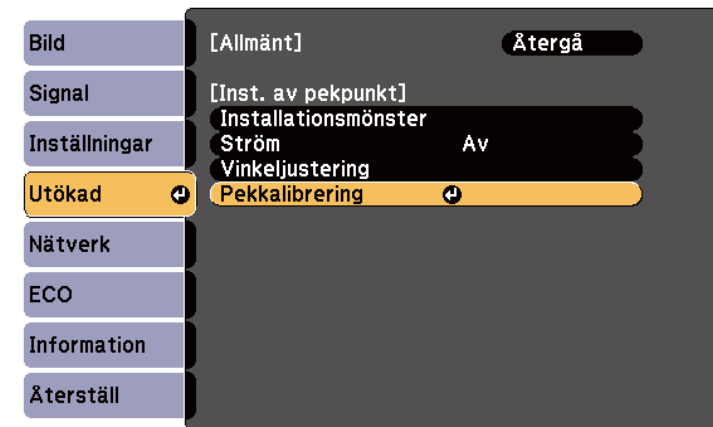 Bild
Signal
Inställningar
Utökad
Nätverk
ECO
Information
Återställ
[Allmänt] Återgå
[Inst. av pekpunkt]
Installationsmönster
Ström Av
Vinkeljustering
Pekkalibrering